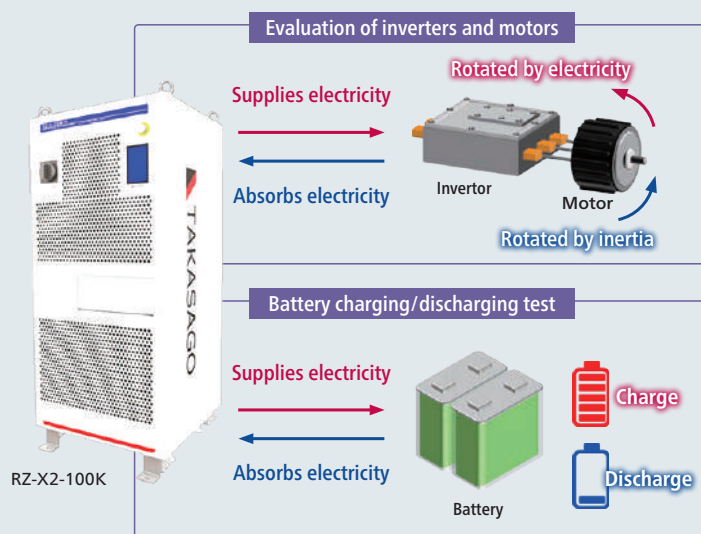 Evaluation of inverters and motors
Rotated by electricity
Supplies electricity
Absorbs electricity
Invertor
Motor
Rotated by inertia
TAKASAGO
Battery charging/discharging test
Supplies electricity
Charge
Absorbs electricity
Discharge
RZ-X2-100K
Battery